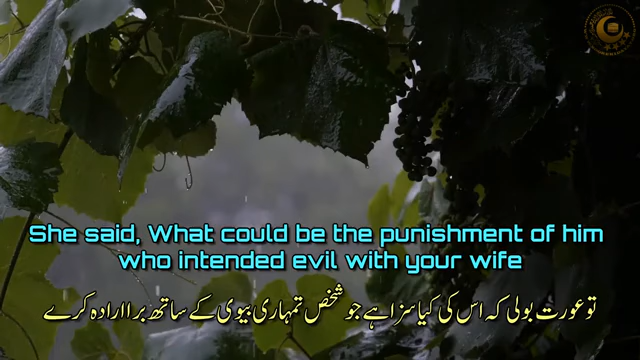 She said, What could be the punishment of him
who intended evil with your wife
تو عورت بولی کہ اس کی کیا سزا ہے جو شخص تمہاری بیوی کے ساتھ برا ارادہ کرے